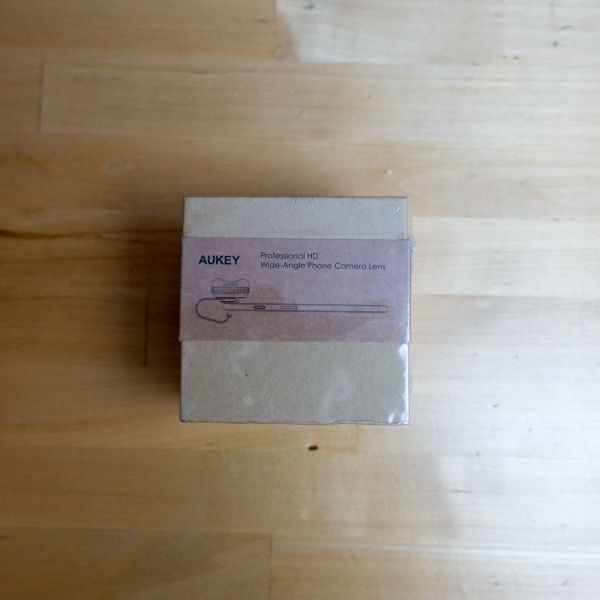 AUKEY
Professional HD
Wide-Angle Phone Camera Lens